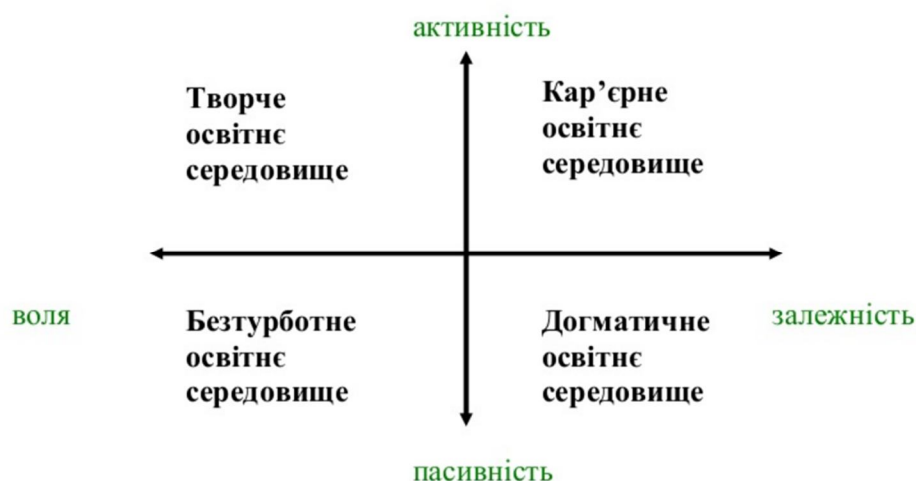 активність
Творче
освітнє
середовище
Кар’єрне
освітнє
середовище
воля
Безтурботне
освітнє
середовище
Догматичне
освітнє
середовище
залежність
пасивність